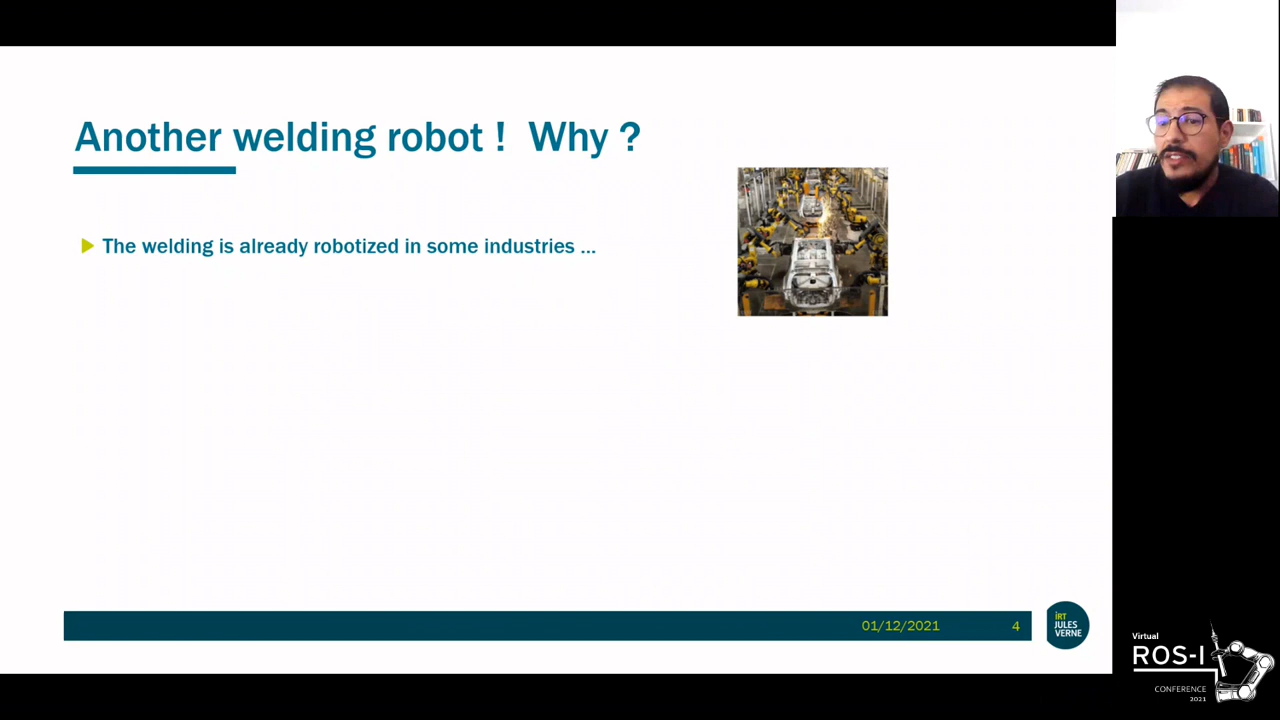 Another welding robot ! Why ?
The welding is already robotized in some industries ...
01/12/2021
4
iRT
JULES
VERNE
Virtual
ROS-I
CONFERENCE
2021